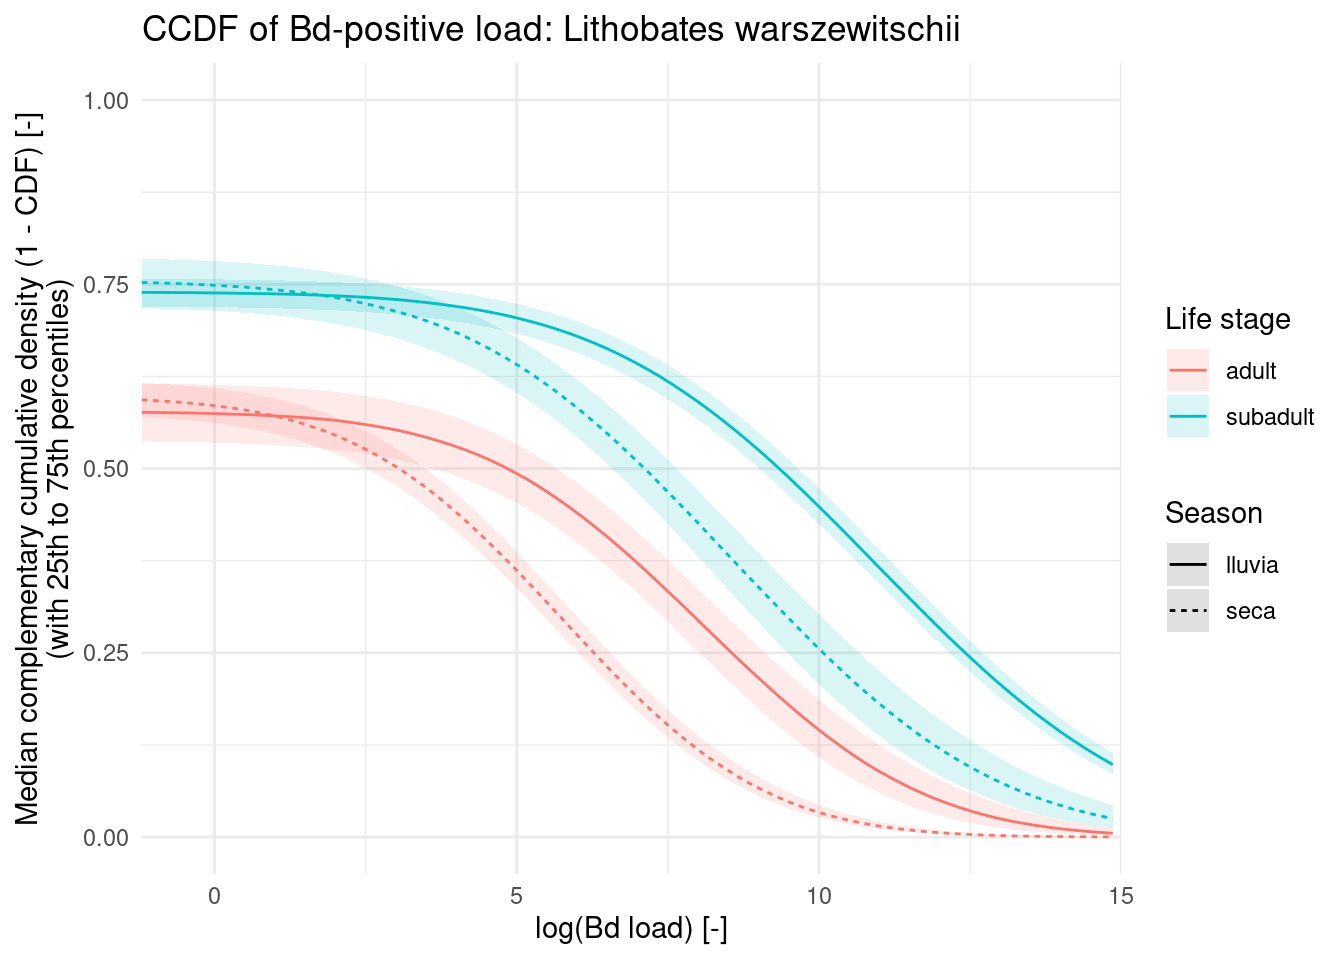 CCDF of Bd-positive load: Lithobates warszewitschii
Median complementary cumulative density (1 - CDF) [-]
(with 25th to 75th percentiles)
1.00
0.75
0.50
0.25
0.00
0
5
10
15
log(Bd load) [-]
Life stage
adult
subadult
Season
lluvia
seca